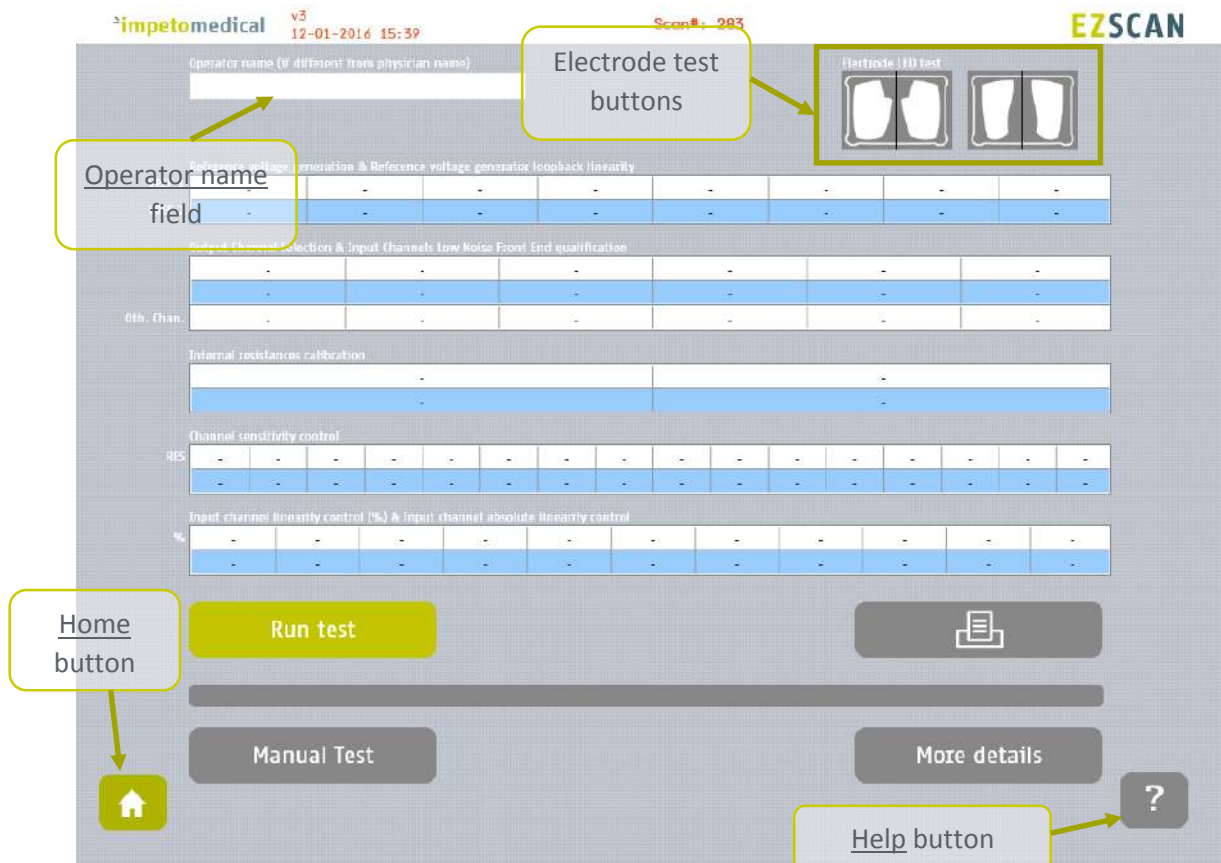 impetomedical
v3
12-01-2016 15:39
Scan#: 283
EZSCAN
Operator name (if different from physician name)
Electrode test
buttons
Electrode LED test
Operator name
field
Reference voltage generation & Reference voltage generator loopback linearity
- - - - - - - -
- - - - - - - -
Output Channel Selection & Input Channels Low Noise Front End qualification
- - - - - -
- - - - - -
Oth. Chan. - - - - - -
Internal resistances calibration
- -
- -
Channel sensitivity control
RES - - - - - - - - - - - - - - - -
- - - - - - - - - - - - - - - -
Input channel linearity control (%) & Input channel absolute linearity control
% - - - - - - - - - - -
- - - - - - - - - - -
Home
button
Run test
Manual Test
More details
?
Help button